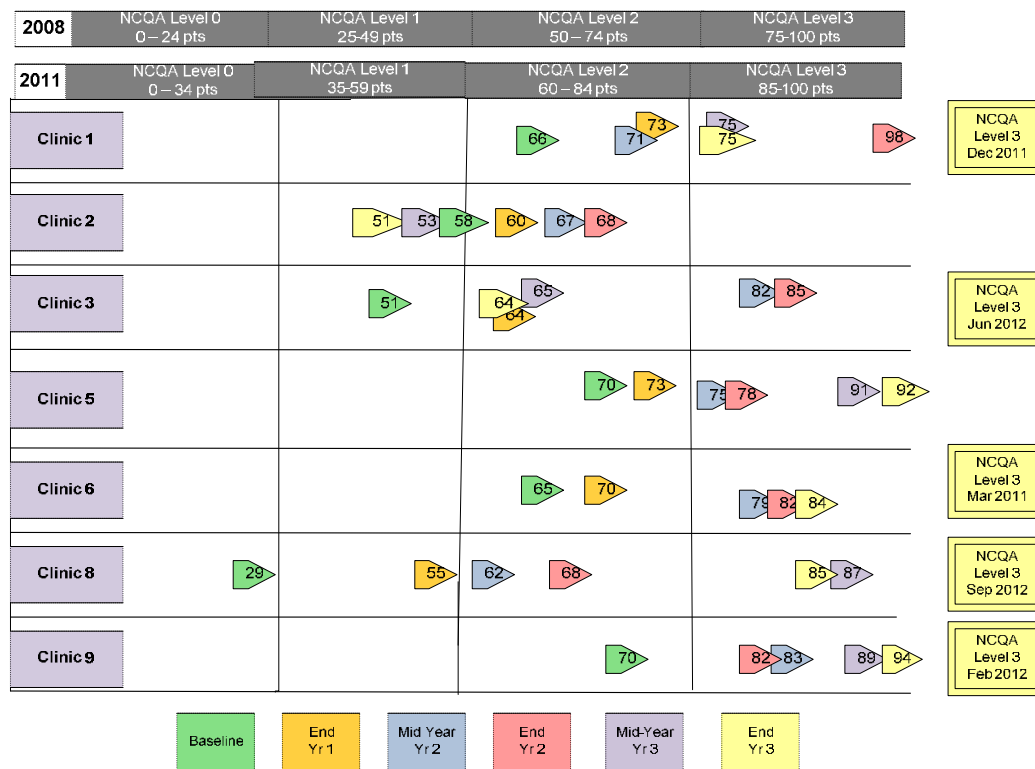 2008
NCQA Level 0
0 – 24 pts
NCQA Level 1
25-49 pts
NCQA Level 2
50 – 74 pts
NCQA Level 3
75-100 pts
2011
NCQA Level 0
0 – 34 pts
NCQA Level 1
35-59 pts
NCQA Level 2
60 – 84 pts
NCQA Level 3
85-100 pts
Clinic 1
66
71
73
75
75
98
NCQA
Level 3
Dec 2011
Clinic 2
51
53
58
60
67
68
Clinic 3
51
64
64
65
82
85
NCQA
Level 3
Jun 2012
Clinic 5
70
73
75
78
91
92
Clinic 6
65
70
79
82
84
NCQA
Level 3
Mar 2011
Clinic 8
29
55
62
68
85
87
NCQA
Level 3
Sep 2012
Clinic 9
70
82
83
89
94
NCQA
Level 3
Feb 2012
Baseline
End
Yr 1
Mid Year
Yr 2
End
Yr 2
Mid-Year
Yr 3
End
Yr 3